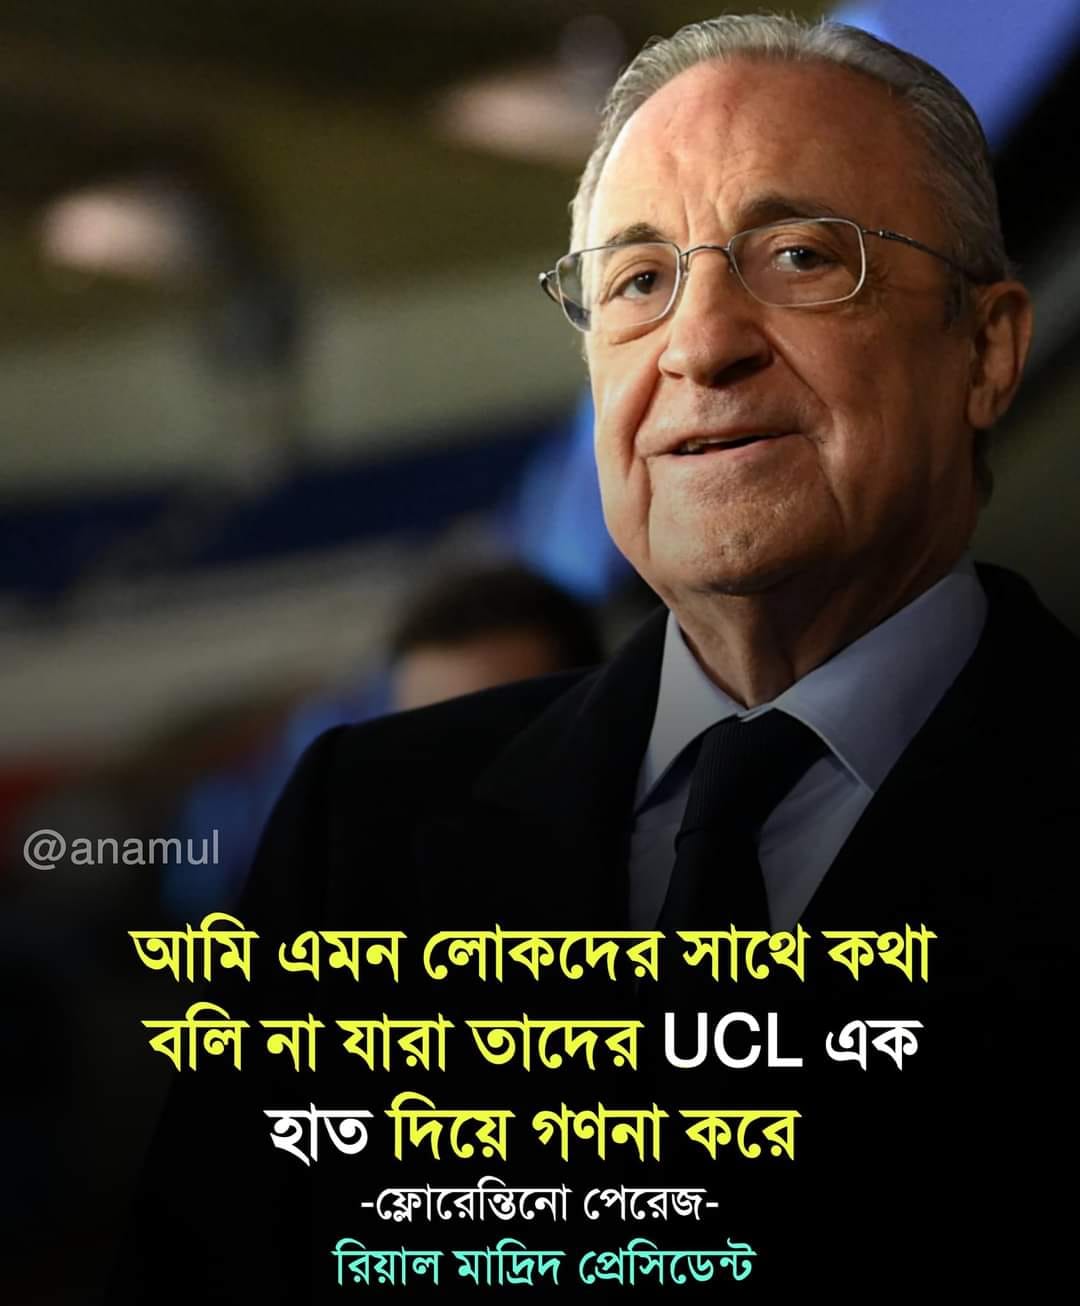 @anamul
আমি এমন লোকদের সাথে কথা
বলি না যারা তাদের UCL এক
হাত দিয়ে গণনা করে
-ফ্লোরেন্তিনো পেরেজ-
রিয়াল মাদ্রিদ প্রেসিডেন্ট